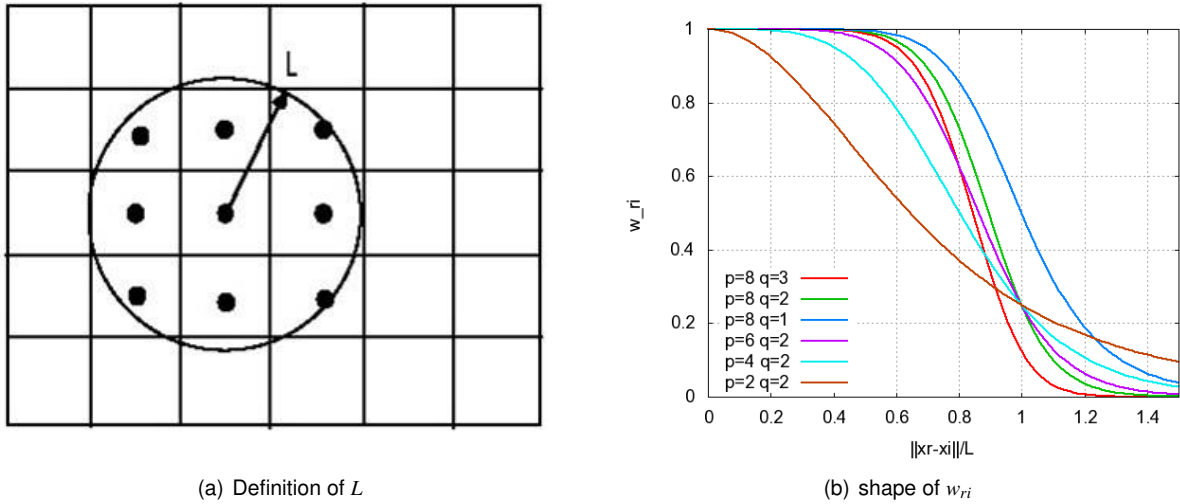 L
1
0.8
0.6
0.4
0.2
0
w_ri
p=8 q=3
p=8 q=2
p=8 q=1
p=6 q=2
p=4 q=2
p=2 q=2
0 0.2 0.4 0.6 0.8 1 1.2 1.4
||xr-xi||/L
(a) Definition of L
(b) shape of w_{ri}